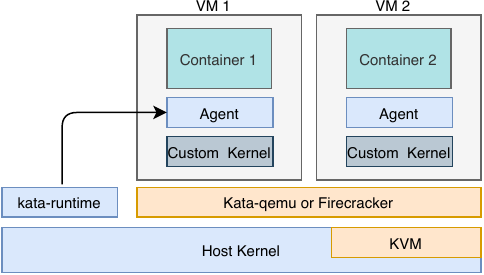 VM 1
VM 2
Container 1
Container 2
Agent
Agent
Custom Kernel
Custom Kernel
kata-runtime
Kata-qemu or Firecracker
KVM
Host Kernel